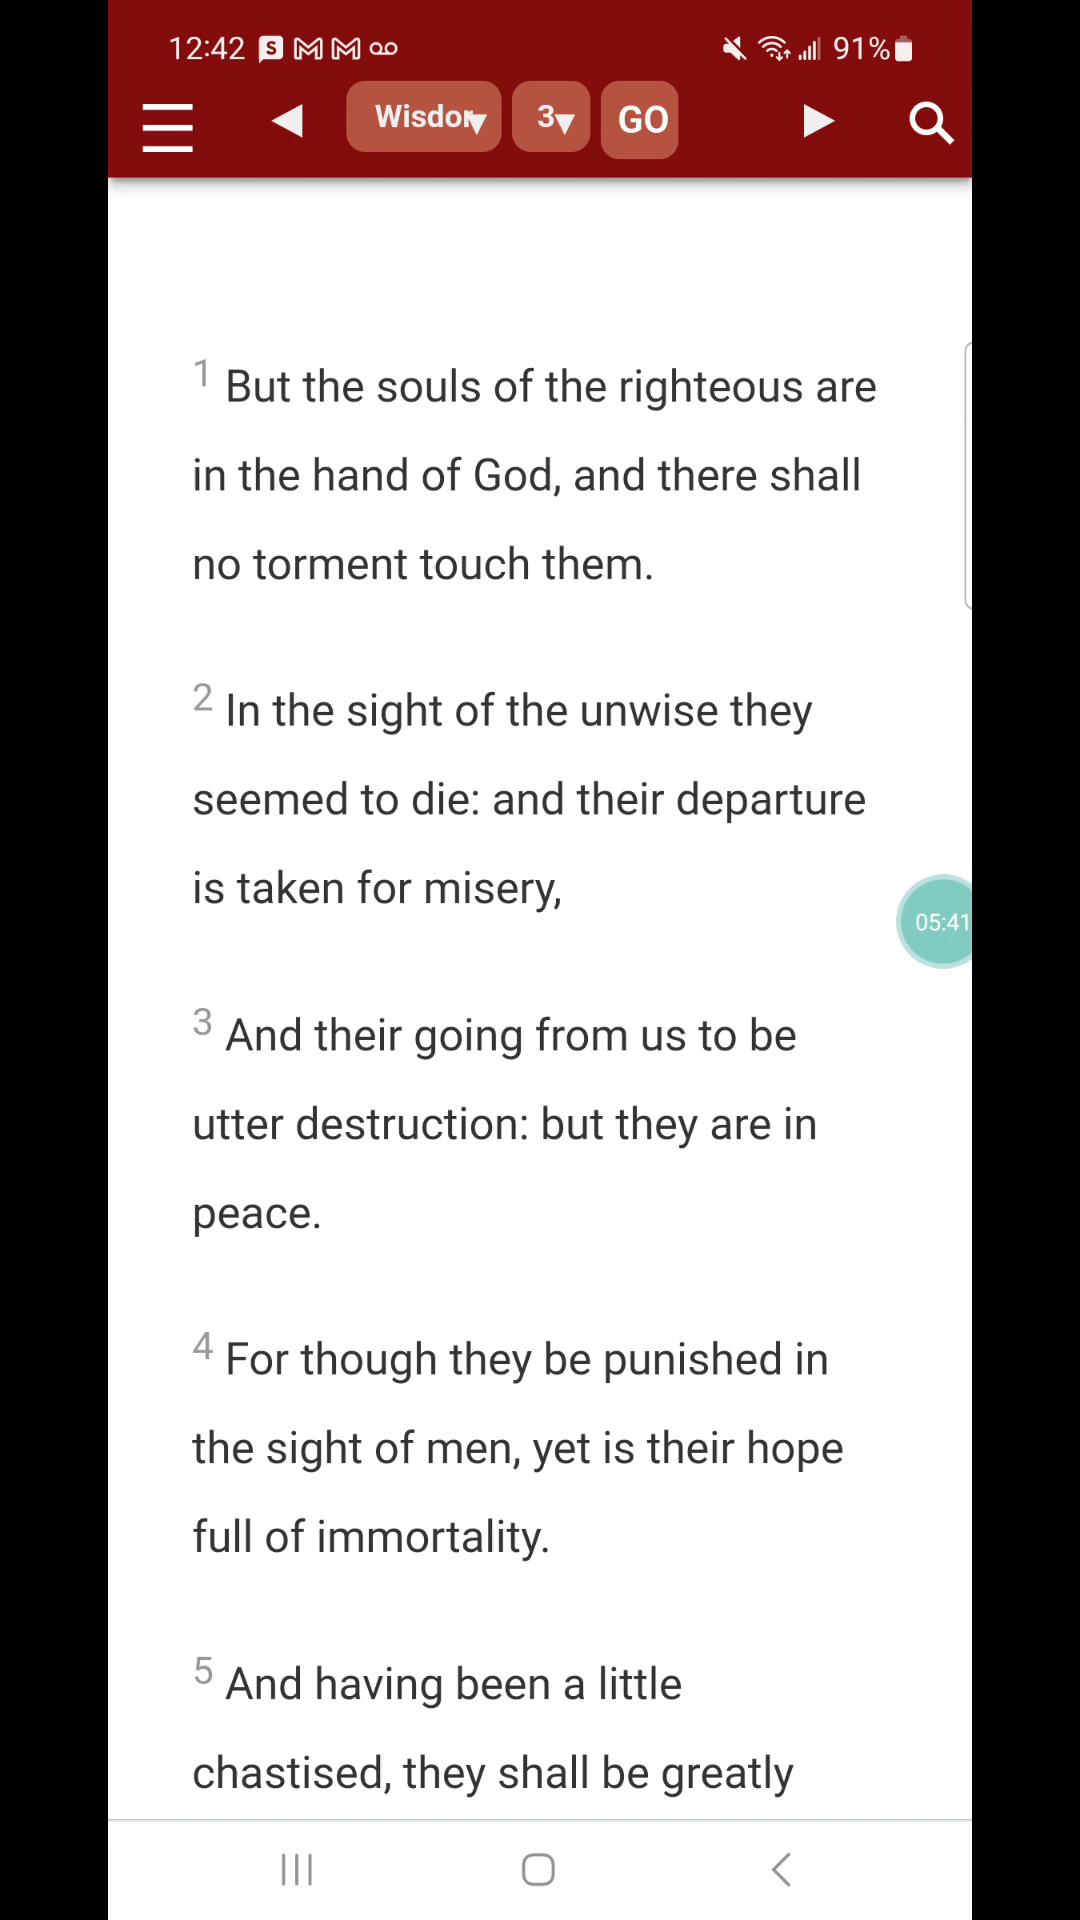 12:42 S 91%
Wisdor 3 GO
1 But the souls of the righteous are
in the hand of God, and there shall
no torment touch them.
2 In the sight of the unwise they
seemed to die: and their departure
is taken for misery,
05:41
3 And their going from us to be
utter destruction: but they are in
peace.
4 For though they be punished in
the sight of men, yet is their hope
full of immortality.
5 And having been a little
chastised, they shall be greatly